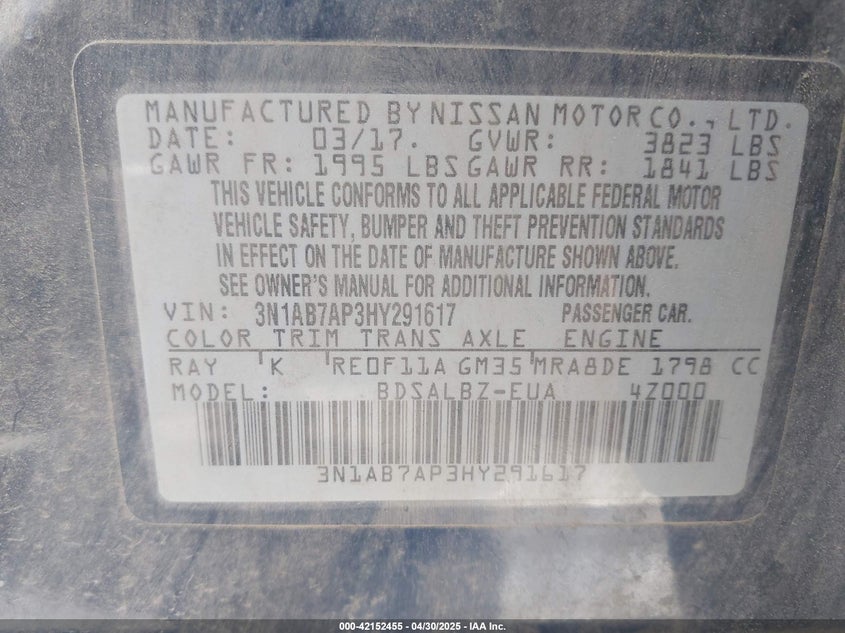 MANUFACTURED BY NISSAN MOTOR CO., LTD.
DATE: 03/17. GVWR: 3823 LBS
GAWR FR: 1995 LBS GAWR RR: 1841 LBS
THIS VEHICLE CONFORMS TO ALL APPLICABLE FEDERAL MOTOR
VEHICLE SAFETY, BUMPER AND THEFT PREVENTION STANDARDS
IN EFFECT ON THE DATE OF MANUFACTURE SHOWN ABOVE.
SEE OWNER'S MANUAL FOR ADDITIONAL INFORMATION.
VIN: 3N1AB7AP3HY291617 PASSENGER CAR.
COLOR TRIM TRANS AXLE ENGINE
RAY K RE0F11A GM35 MRA8DE 1798 CC
MODEL: BDSALBZ-EUA 4Z000
3N1AB7AP3HY291617
000-42152455 - 04/30/2025 - IAA Inc.